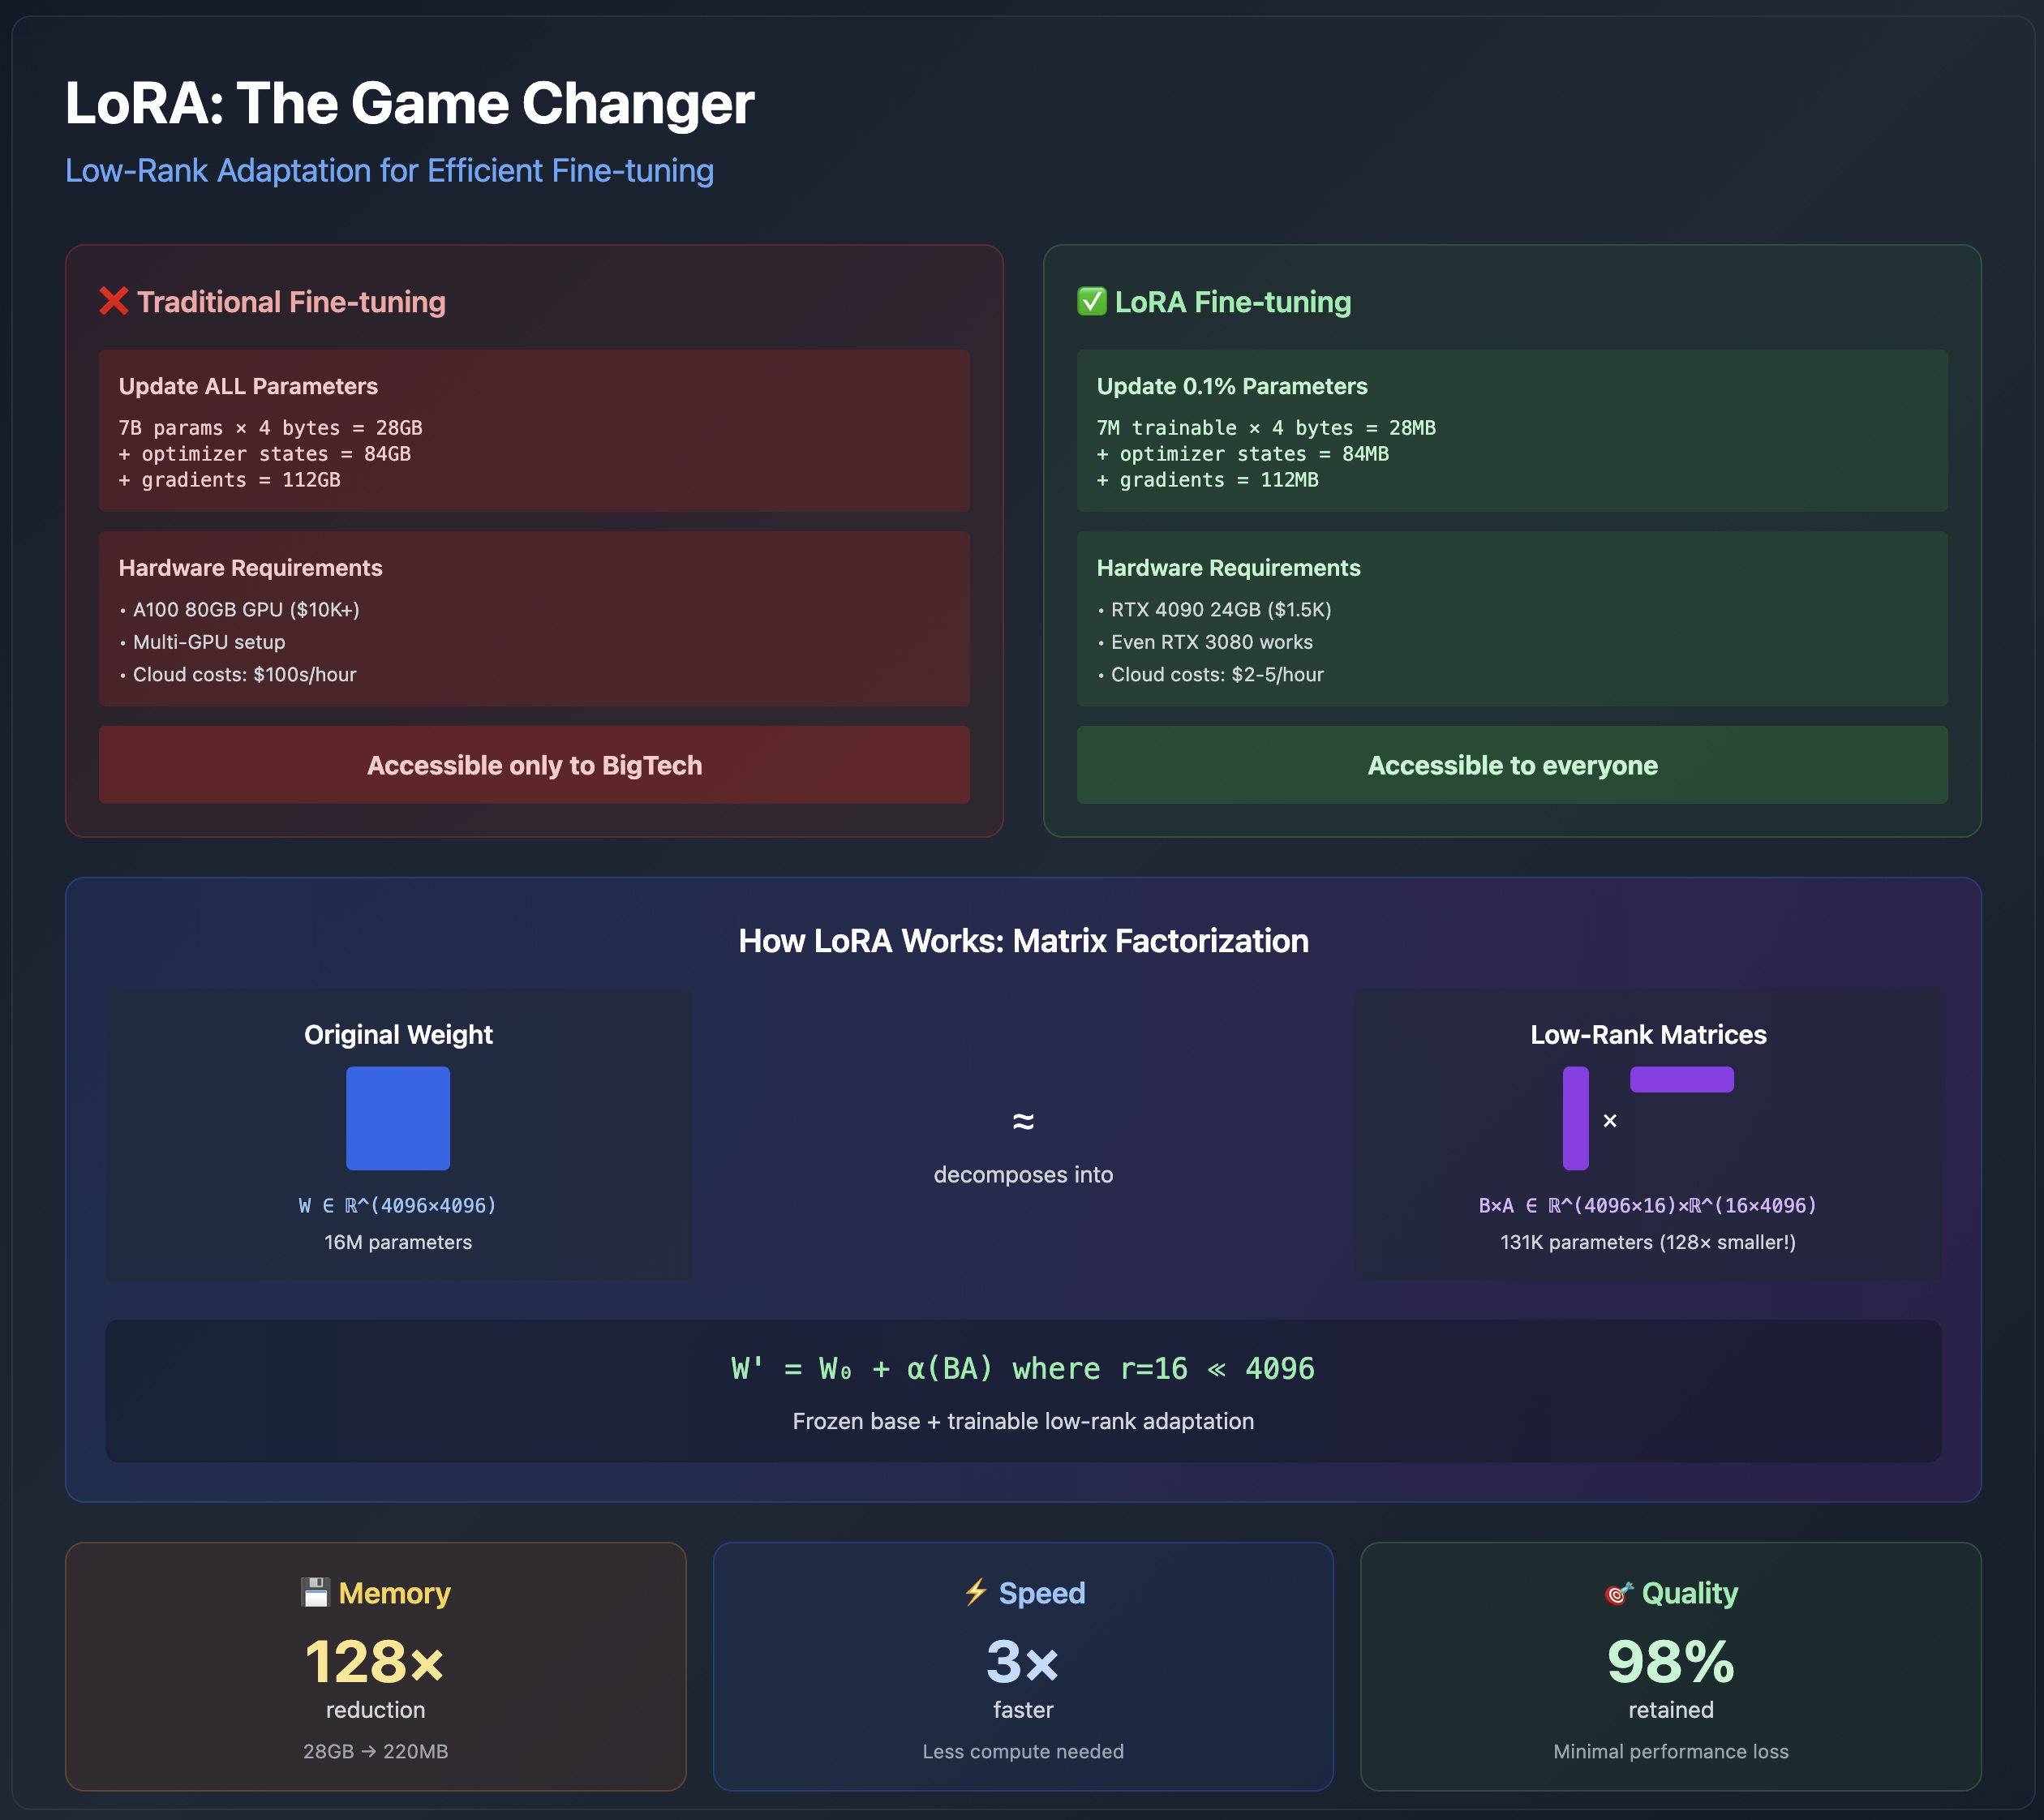 LoRA: The Game Changer
Low-Rank Adaptation for Efficient Fine-tuning
❌ Traditional Fine-tuning
Update ALL Parameters
7B params × 4 bytes = 28GB
+ optimizer states = 84GB
+ gradients = 112GB
Hardware Requirements
• A100 80GB GPU ($10K+)
• Multi-GPU setup
• Cloud costs: $100s/hour
Accessible only to BigTech
✅ LoRA Fine-tuning
Update 0.1% Parameters
7M trainable × 4 bytes = 28MB
+ optimizer states = 84MB
+ gradients = 112MB
Hardware Requirements
• RTX 4090 24GB ($1.5K)
• Even RTX 3080 works
• Cloud costs: $2-5/hour
Accessible to everyone
How LoRA Works: Matrix Factorization
Original Weight
W ∈ ℝ^(4096×4096)
16M parameters
≈
decomposes into
Low-Rank Matrices
×
B×A ∈ ℝ^(4096×16)×ℝ^(16×4096)
131K parameters (128× smaller!)
W' = W₀ + α(BA) where r=16 ≪ 4096
Frozen base + trainable low-rank adaptation
💾 Memory
128×
reduction
28GB → 220MB
⚡ Speed
3×
faster
Less compute needed
🎯 Quality
98%
retained
Minimal performance loss